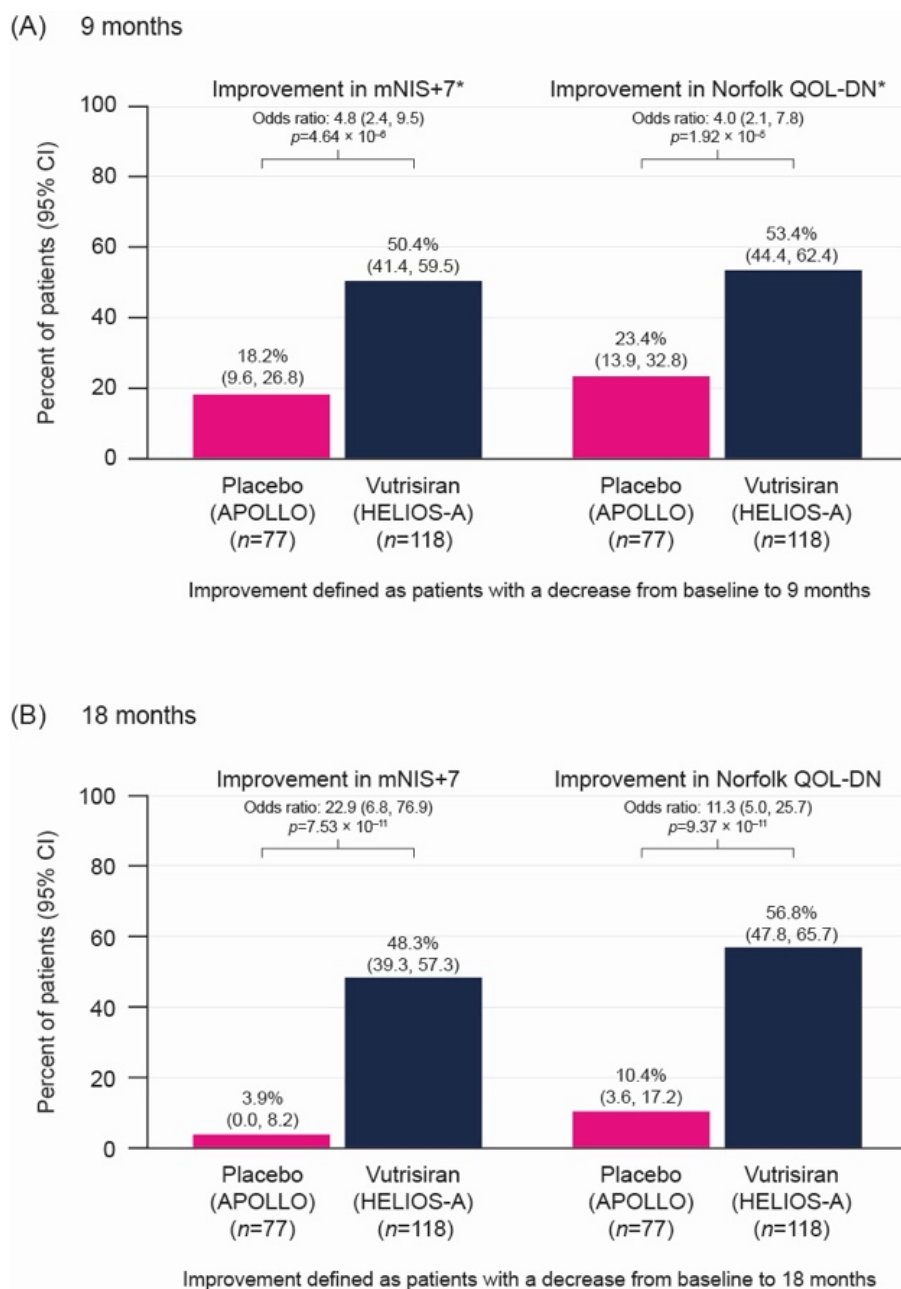 (A) 9 months
Improvement in mNIS+7*
Odds ratio: 4.8 (2.4, 9.5)
p=4.64 × 10⁻⁶
Improvement in Norfolk QOL-DN*
Odds ratio: 4.0 (2.1, 7.8)
p=1.92 × 10⁻⁵
Percent of patients (95% CI)
100
80
60
40
20
0
18.2%
(9.6, 26.8)
50.4%
(41.4, 59.5)
23.4%
(13.9, 32.8)
53.4%
(44.4, 62.4)
Placebo
(APOLLO)
(n=77)
Vutrisiran
(HELIOS-A)
(n=118)
Placebo
(APOLLO)
(n=77)
Vutrisiran
(HELIOS-A)
(n=118)
Improvement defined as patients with a decrease from baseline to 9 months
(B) 18 months
Improvement in mNIS+7
Odds ratio: 22.9 (6.8, 76.9)
p=7.53 × 10⁻¹¹
Improvement in Norfolk QOL-DN
Odds ratio: 11.3 (5.0, 25.7)
p=9.37 × 10⁻¹¹
Percent of patients (95% CI)
100
80
60
40
20
0
3.9%
(0.0, 8.2)
48.3%
(39.3, 57.3)
10.4%
(3.6, 17.2)
56.8%
(47.8, 65.7)
Placebo
(APOLLO)
(n=77)
Vutrisiran
(HELIOS-A)
(n=118)
Placebo
(APOLLO)
(n=77)
Vutrisiran
(HELIOS-A)
(n=118)
Improvement defined as patients with a decrease from baseline to 18 months